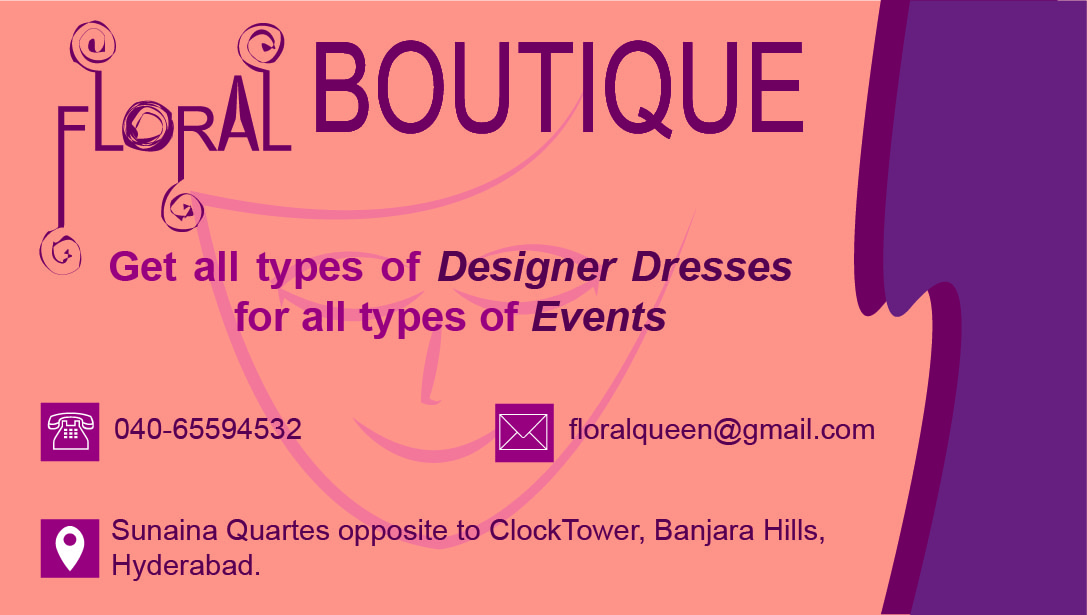 FLORAL BOUTIQUE
Get all types of Designer Dresses
for all types of Events
040-65594532
floralqueen@gmail.com
Sunaina Quartes opposite to ClockTower, Banjara Hills,
Hyderabad.